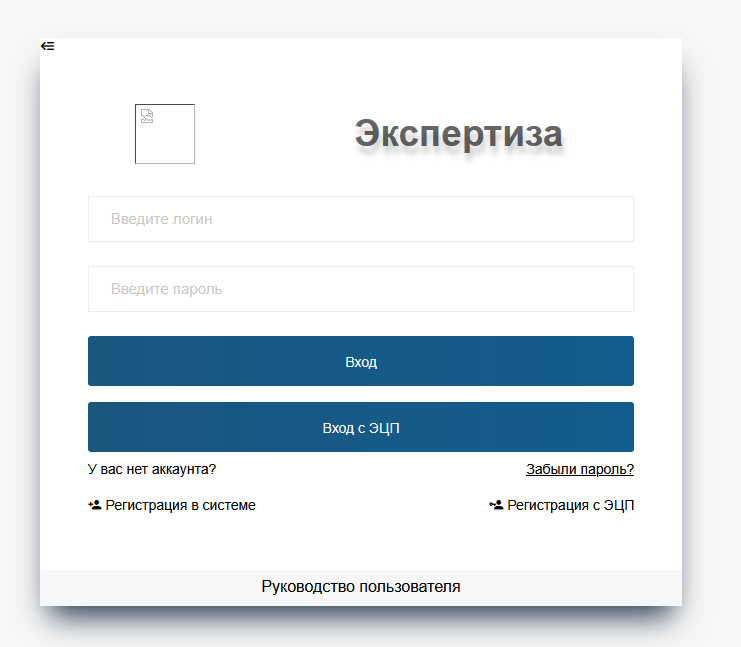 Экспертиза
Введите логин
Введите пароль
Вход
Вход с ЭЦП
У вас нет аккаунта?
Забыли пароль?
Регистрация в системе
Регистрация с ЭЦП
Руководство пользователя